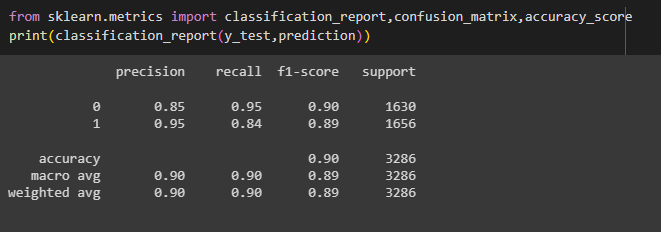 from sklearn.metrics import classification_report,confusion_matrix,accuracy_score
print(classification_report(y_test,prediction))
precision recall f1-score support
0 0.85 0.95 0.90 1630
1 0.95 0.84 0.89 1656
accuracy 0.90 3286
macro avg 0.90 0.90 0.89 3286
weighted avg 0.90 0.90 0.89 3286